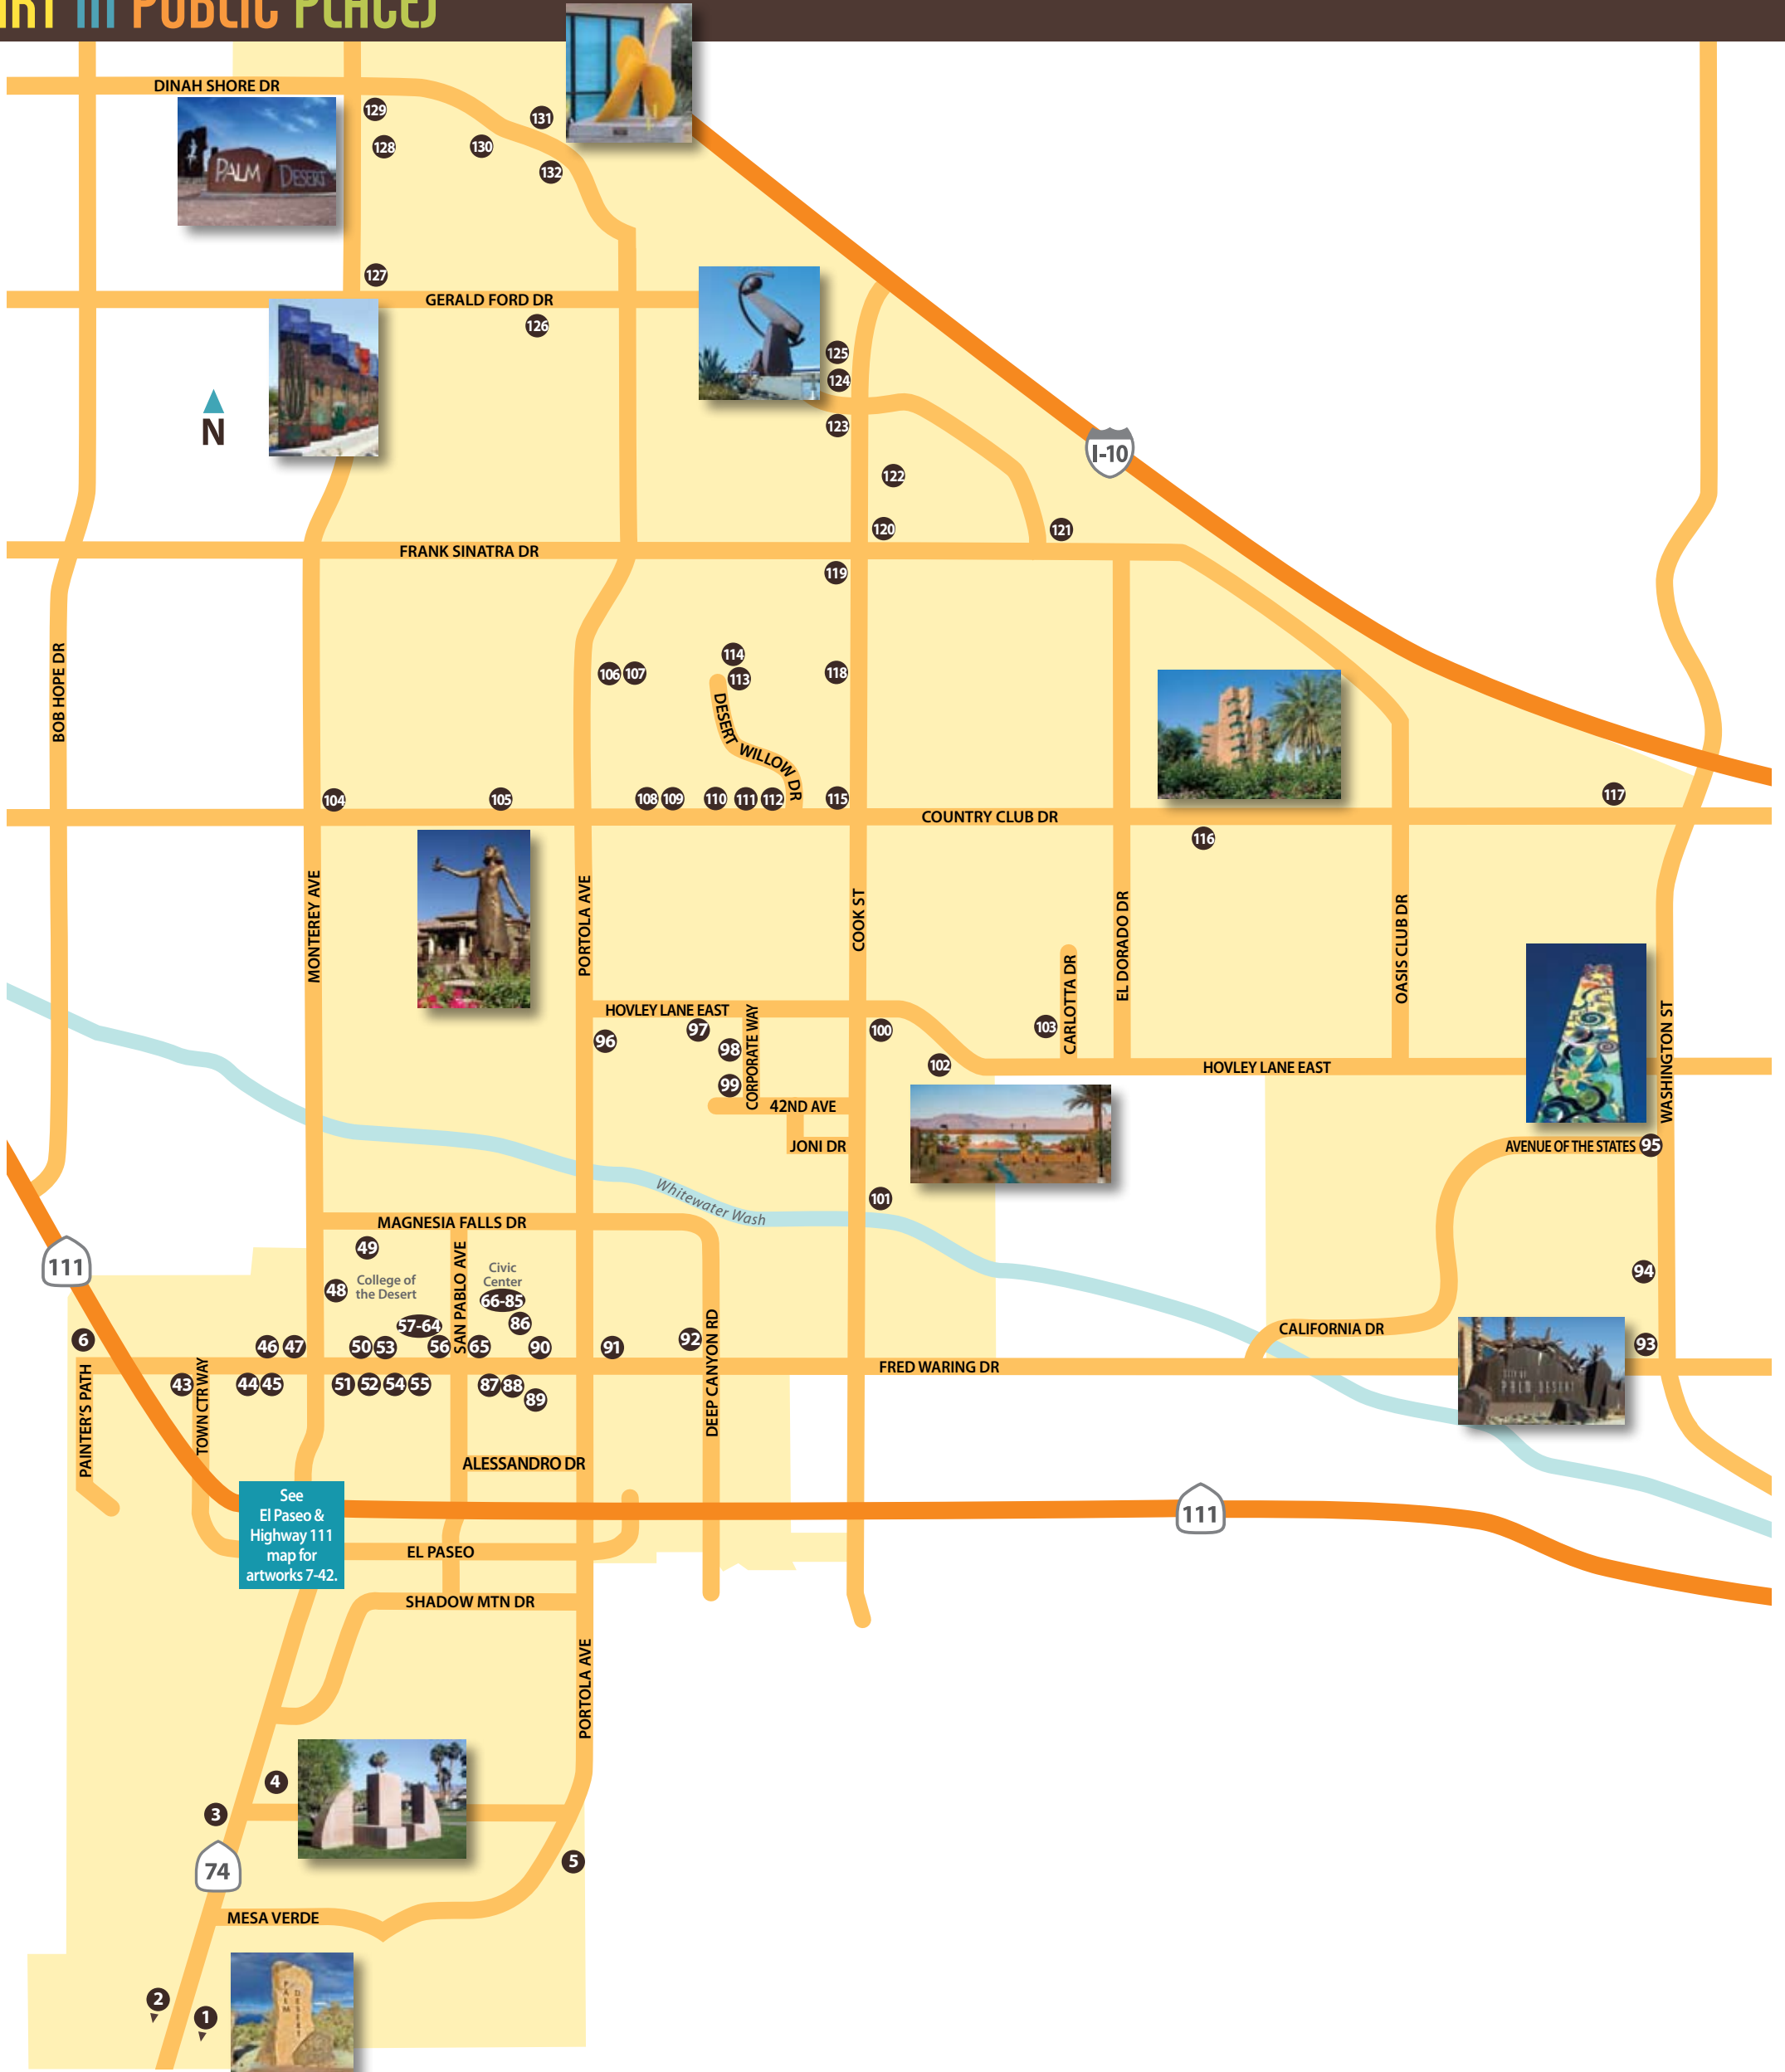 ART IN PUBLIC PLACES
DINAH SHORE DR
129
131
128
130
132
PALM DESERT
127
GERALD FORD DR
126
125
124
N
123
I-10
122
120
121
FRANK SINATRA DR
119
BOB HOPE DR
114
106
107
113
118
DESERT WILLOW DR
104
105
108
109
110
111
112
115
117
COUNTRY CLUB DR
116
MONTEREY AVE
PORTOLA AVE
COOK ST
EL DORADO DR
OASIS CLUB DR
CARLOTTA DR
WASHINGTON ST
HOVLEY LANE EAST
96
97
98
99
CORPORATE WAY
100
103
102
HOVLEY LANE EAST
42ND AVE
JONI DR
AVENUE OF THE STATES
95
Whitewater Wash
101
MAGNESIA FALLS DR
49
111
SAN PABLO AVE
Civic
Center
66-85
48
College of
the Desert
94
57-64
86
6
46
47
50
53
56
65
90
91
92
CALIFORNIA DR
93
FRED WARING DR
CITY OF
PALM DESERT
43
44
45
51
52
54
55
87
88
89
PAINTER'S PATH
TOWN CTR WAY
DEEP CANYON RD
ALESSANDRO DR
See
El Paseo &
Highway 111
map for
artworks 7-42.
111
EL PASEO
SHADOW MTN DR
PORTOLA AVE
4
3
74
5
MESA VERDE
2
1
PALM
DESERT